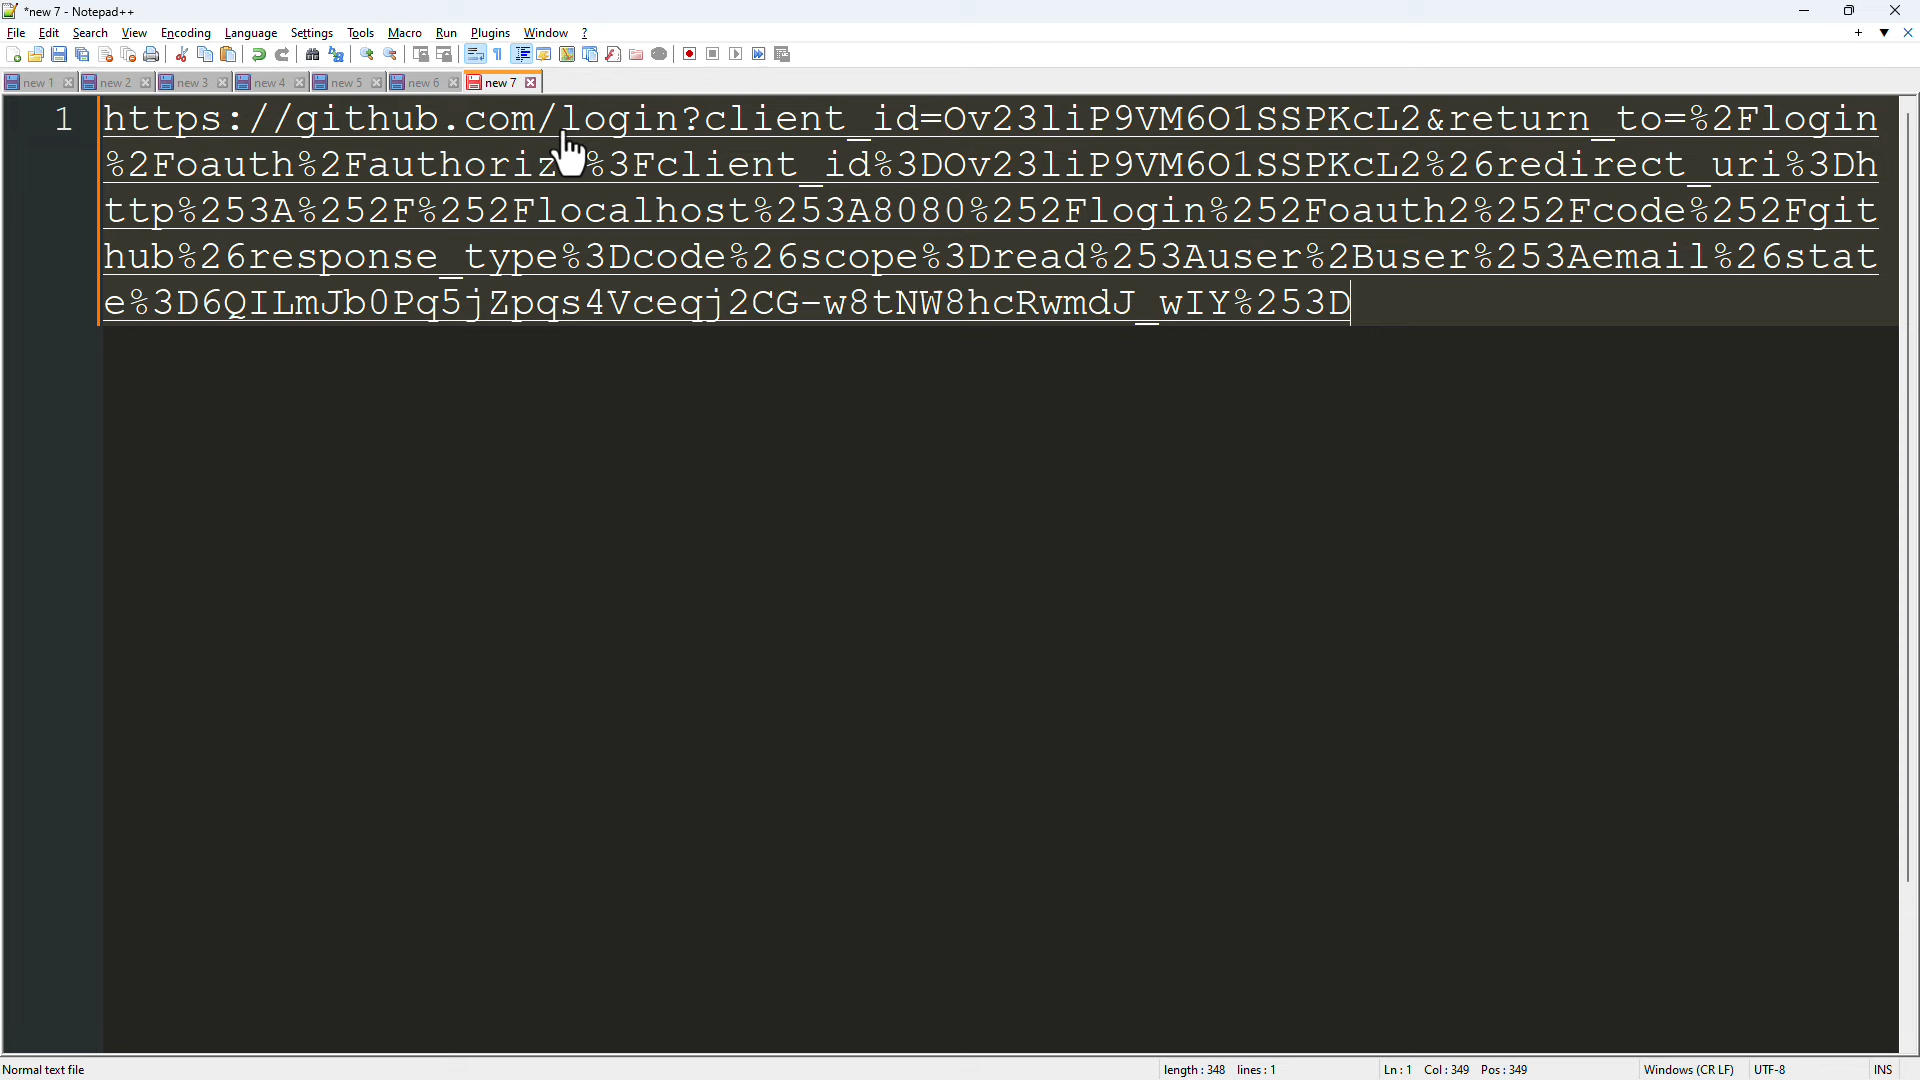 *new 7 - Notepad++
File Edit Search View Encoding Language Settings Tools Macro Run Plugins Window ?
new 1 new 2 new 3 new 4 new 5 new 6 new 7
1 https://github.com/login?client_id=Ov23liP9VM6O1SSPKcL2&return_to=%2Flogin
%2Foauth%2Fauthoriz %3Fclient_id%3DOv23liP9VM6O1SSPKcL2%26redirect_uri%3Dh
ttp%253A%252F%252Flocalhost%253A8080%252Flogin%252Foauth2%252Fcode%252Fgit
hub%26response_type%3Dcode%26scope%3Dread%253Auser%2Buser%253Aemail%26stat
e%3D6QILmJb0Pq5jZpqs4Vceqj2CG-w8tNW8hcRwmdJ_wIY%253D
Normal text file length : 348 lines : 1 Ln : 1 Col : 349 Pos : 349 Windows (CR LF) UTF-8 INS